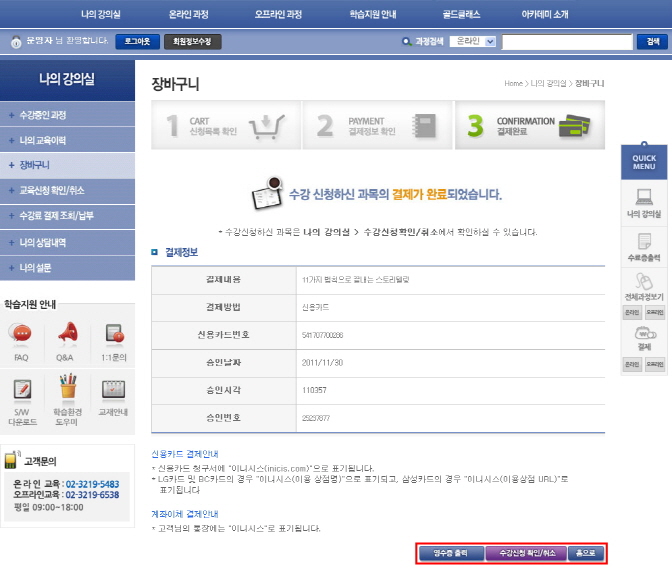 나의 강의실 온라인 과정 오프라인 과정 학습지원 안내 골드클래스 아카데미 소개
운영자 님 환영합니다. 로그아웃 회원정보수정 과정검색 온라인 검색
나의 강의실
+ 수강중인 과정
+ 나의 교육이력
+ 장바구니
+ 교육신청 확인/취소
+ 수강료 결제 조회/납부
+ 나의 상담내역
+ 나의 설문
학습지원 안내
FAQ Q&A 1:1문의
S/W 다운로드 학습환경 도우미 교재안내
고객문의
온라인 교육 : 02-3219-5483
오프라인교육 : 02-3219-6538
평일 09:00~18:00
장바구니
Home > 나의 강의실 > 장바구니
1 CART 신청목록 확인
2 PAYMENT 결제정보 확인
3 CONFIRMATION 결제완료
수강 신청하신 과목의 결제가 완료되었습니다.
* 수강신청하신 과목은 나의 강의실 > 수강신청확인/취소에서 확인하실 수 있습니다.
결제정보
결제내용 11가지 법칙으로 끝내는 스토리텔링
결제방법 신용카드
신용카드번호 541707700286
승인날짜 2011/11/30
승인시각 110357
승인번호 29297877
신용카드 결제안내
* 신용카드 청구서에 "이니시스(inicis.com)"으로 표기됩니다.
* LG카드 및 BC카드의 경우 "이니시스(이용 상점명)"으로 표기되고, 삼성카드의 경우 "이니시스(이용상점 URL)"로
표기됩니다
계좌이체 결제안내
* 고객님의 통장에는 "이니시스"로 표기됩니다.
영수증 출력 수강신청 확인/취소 홈으로
QUICK
MENU
나의 강의실
수료증출력
전체과정보기
온라인 오프라인
결제
온라인 오프라인